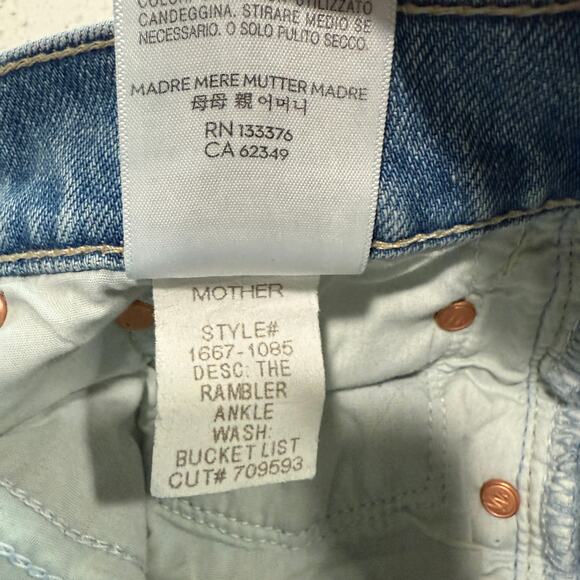 UTILIZZATO
CANDEGGINA. STIRARE MEDIO SE
NECESSARIO. O SOLO PULITO SECCO.
MADRE MERE MUTTER MADRE
母母 親 어머니
RN 133376
CA 62349
MOTHER
STYLE#
1667-1085
DESC: THE
RAMBLER
ANKLE
WASH:
BUCKET LIST
CUT# 709593